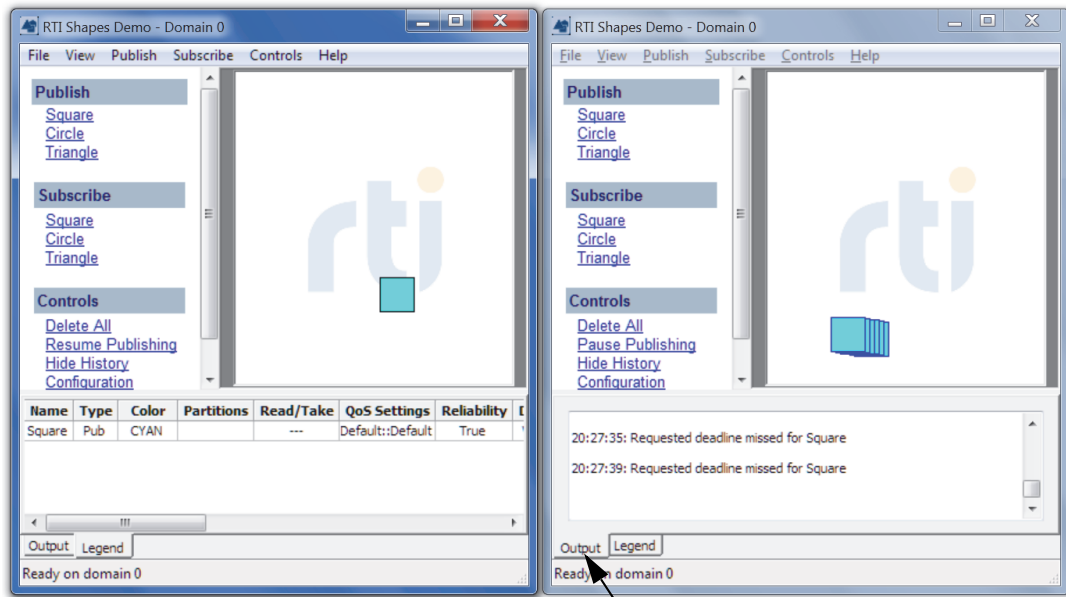 RTI Shapes Demo - Domain 0
File View Publish Subscribe Controls Help
Publish
Square
Circle
Triangle
Subscribe
Square
Circle
Triangle
Controls
Delete All
Resume Publishing
Hide History
Configuration
rti
Name Type Color Partitions Read/Take QoS Settings Reliability
Square Pub CYAN --- Default::Default True
Output Legend
Ready on domain 0
RTI Shapes Demo - Domain 0
File View Publish Subscribe Controls Help
Publish
Square
Circle
Triangle
Subscribe
Square
Circle
Triangle
Controls
Delete All
Pause Publishing
Hide History
Configuration
rti
20:27:35: Requested deadline missed for Square
20:27:39: Requested deadline missed for Square
Output Legend
Ready on domain 0